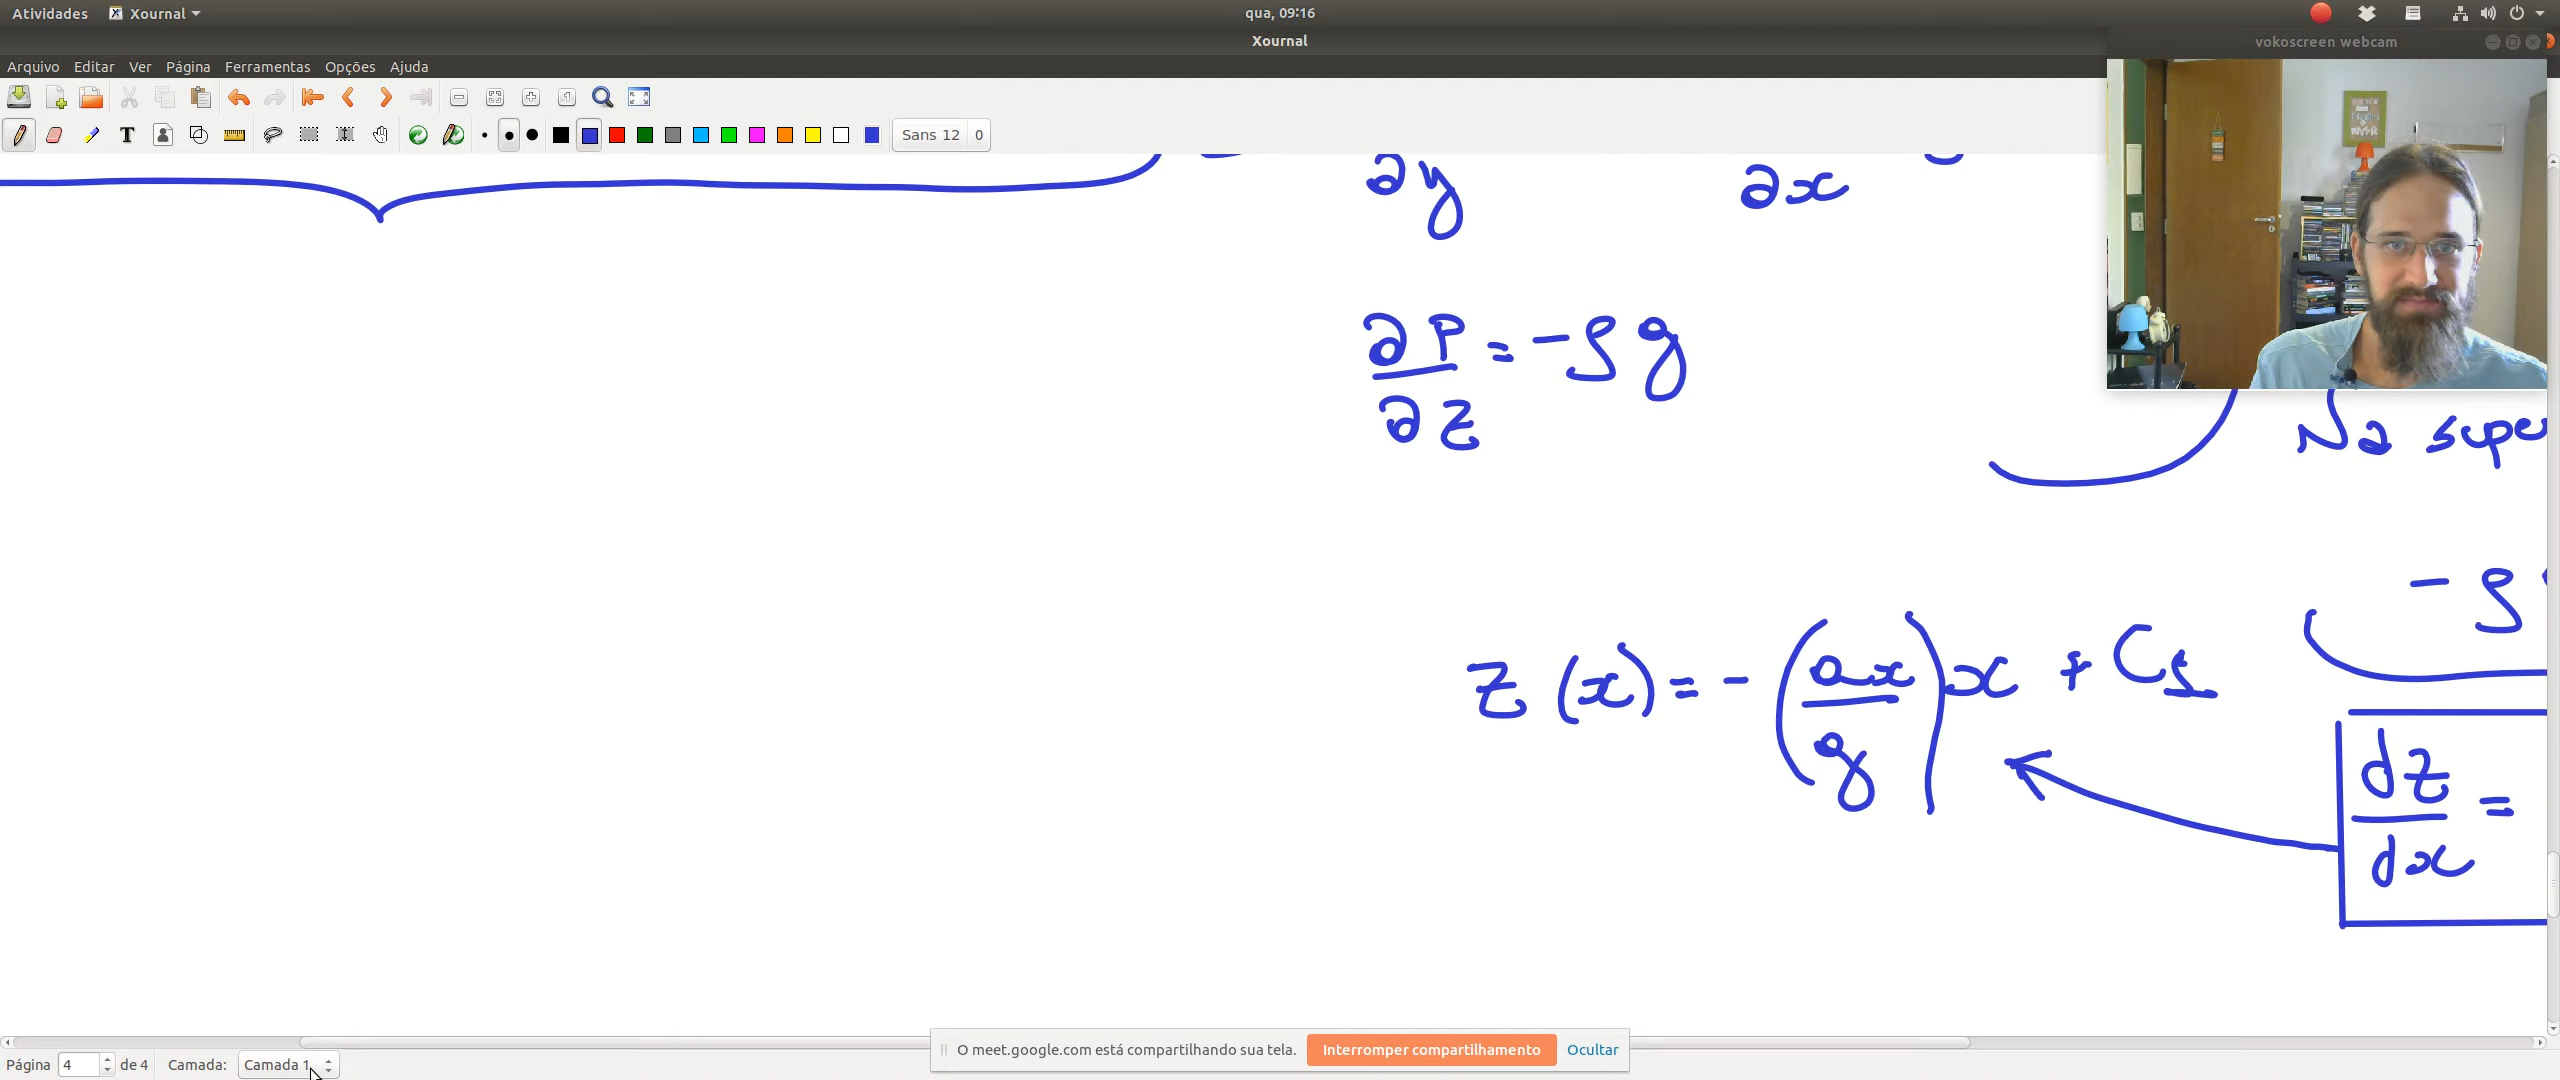 Atividades Xournal qua, 09:16
Xournal
vokoscreen webcam
Arquivo Editar Ver Página Ferramentas Opções Ajuda
Sans 12 0
∂y ∂x
∂P/∂z = -ρg
Na supe
-ρ
z(x) = -(ax/g)x + C1
dz/dx =
O meet.google.com está compartilhando sua tela. Interromper compartilhamento Ocultar
Página 4 de 4 Camada: Camada 1